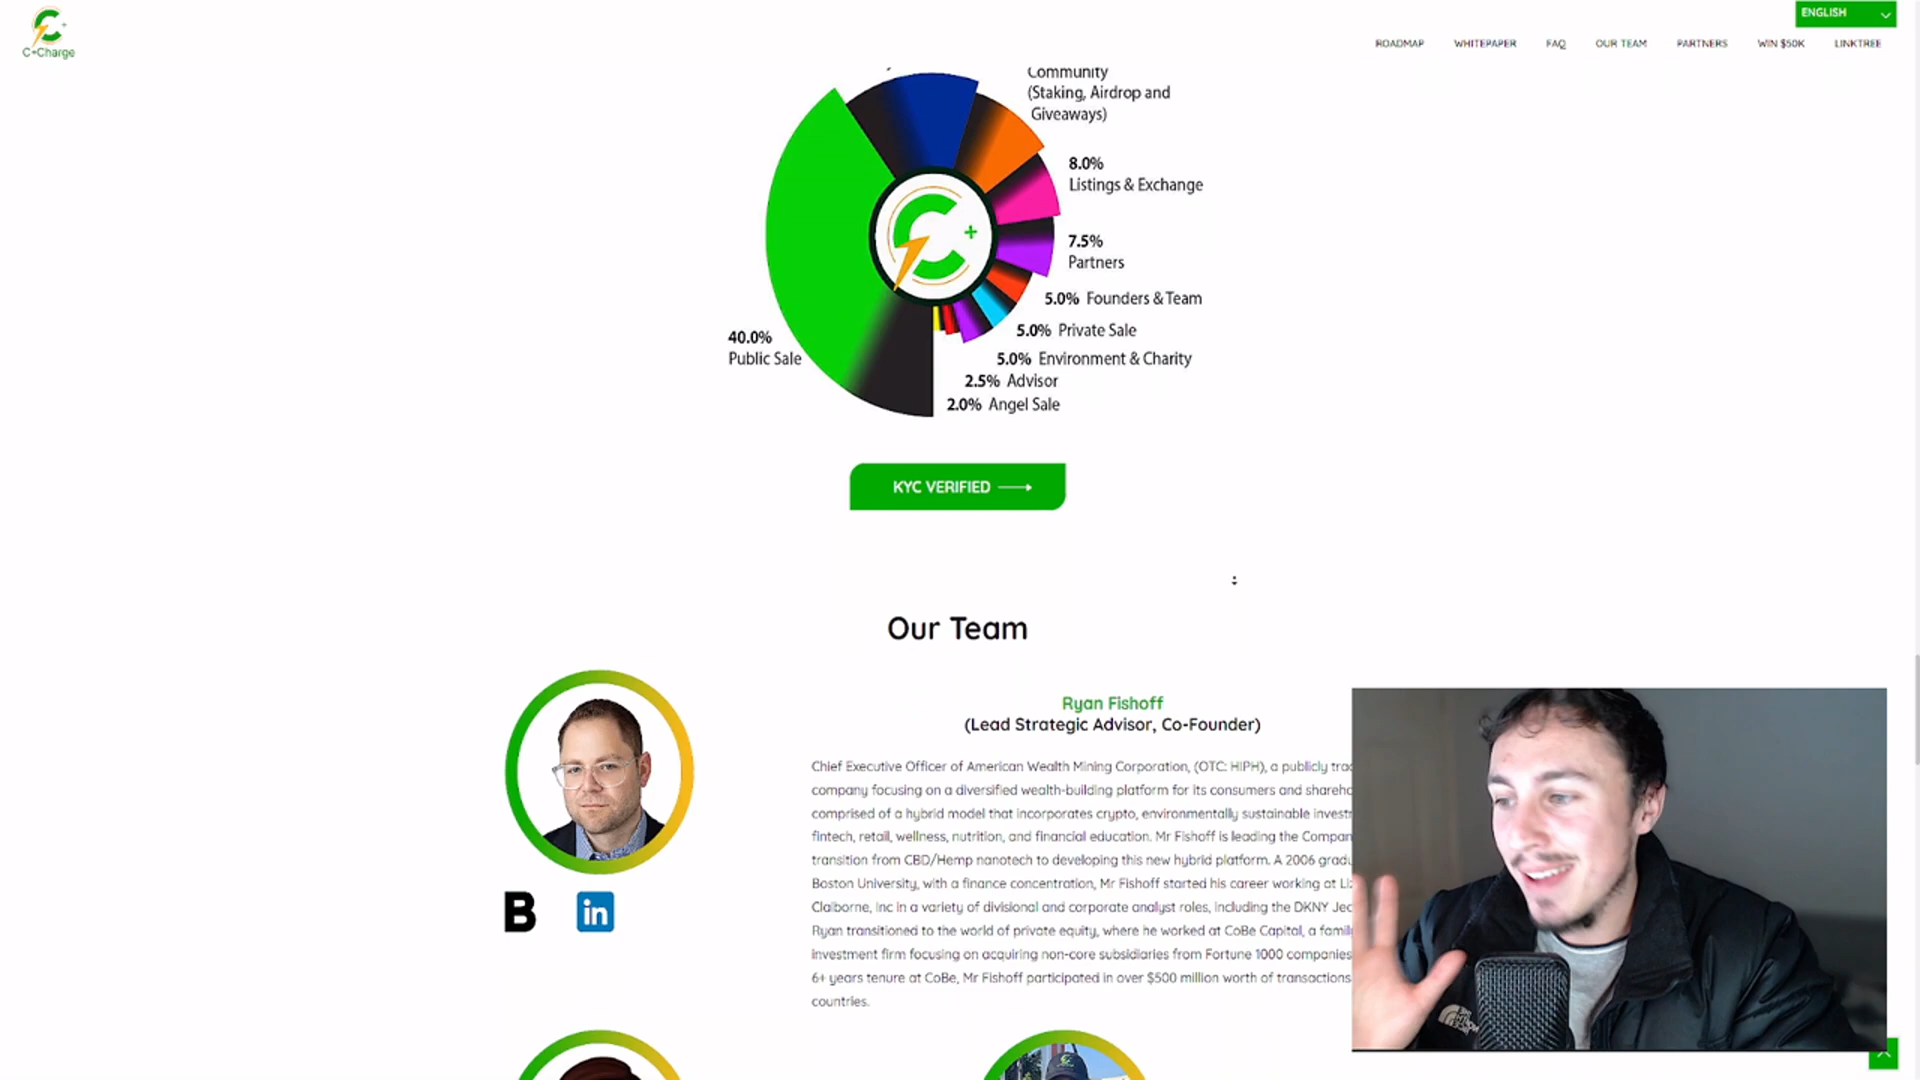 C+Charge
ENGLISH
ROADMAP WHITEPAPER FAQ OUR TEAM PARTNERS WIN $50K LINKTREE
Community
(Staking, Airdrop and
Giveaways)
8.0%
Listings & Exchange
7.5%
Partners
5.0% Founders & Team
5.0% Private Sale
40.0%
Public Sale
5.0% Environment & Charity
2.5% Advisor
2.0% Angel Sale
KYC VERIFIED
Our Team
Ryan Fishoff
(Lead Strategic Advisor, Co-Founder)
Chief Executive Officer of American Wealth Mining Corporation, (OTC: HIPH), a publicly
company focusing on a diversified wealth-building platform for its consumers and
comprised of a hybrid model that incorporates crypto, environmentally sustainable
fintech, retail, wellness, nutrition, and financial education. Mr Fishoff is leading the
transition from CBD/Hemp nanotech to developing this new hybrid platform. A 2006
Boston University, with a finance concentration, Mr Fishoff started his career working at
Claiborne, Inc in a variety of divisional and corporate analyst roles, including the DKNY
Ryan transitioned to the world of private equity, where he worked at CoBe Capital, a
investment firm focusing on acquiring non-core subsidiaries from Fortune 1000 companies
6+ years tenure at CoBe, Mr Fishoff participated in over $500 million worth of transactions
countries.
B in
THE
NORTH
FACE